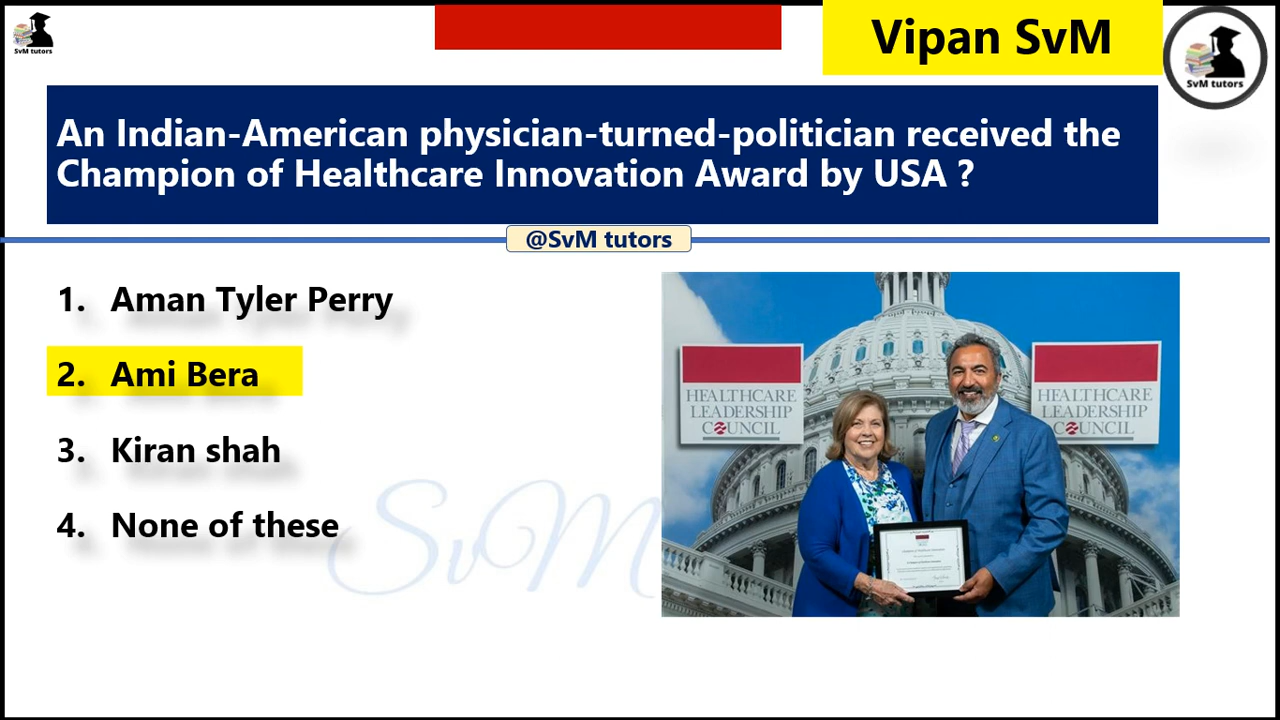 SvM tutors
Vipan SvM
SvM tutors
An Indian-American physician-turned-politician received the
Champion of Healthcare Innovation Award by USA ?
@SvM tutors
1. Aman Tyler Perry
2. Ami Bera
3. Kiran shah
4. None of these
SvM
HEALTHCARE
LEADERSHIP
COUNCIL
HEALTHCARE
LEADERSHIP
COUNCIL